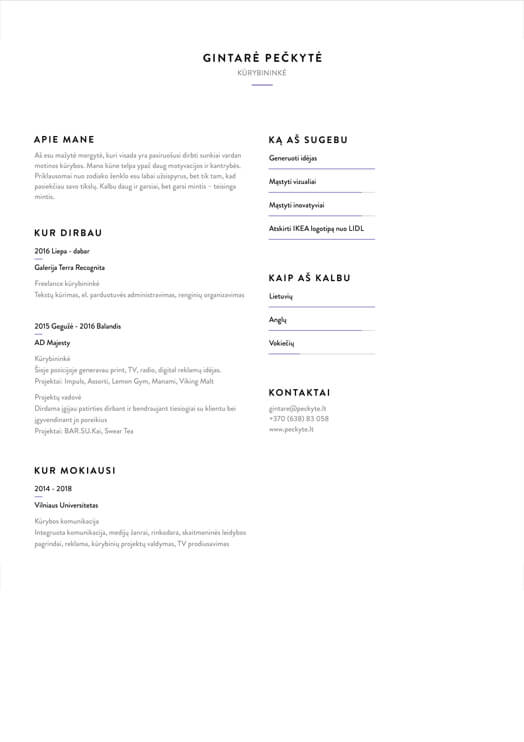 GINTARĖ PEČKYTĖ
KŪRYBININKĖ
APIE MANE
Aš esu mažytė mergytė, kuri visada yra pasiruošusi dirbti sunkiai vardan
motinos kūrybos. Mano kūne telpa ypač daug motyvacijos ir kantrybės.
Priklausomai nuo zodiako ženklo esu labai užsispyrus, bet tik tam, kad
pasiekčiau savo tikslų. Kalbu daug ir garsiai, bet garsi mintis - teisinga
mintis.
KUR DIRBAU
2016 Liepa - dabar
Galerija Terra Recognita
Freelance kūrybininkė
Tekstų kūrimas, el. parduotuvės administravimas, renginių organizavimas
2015 Gegužė - 2016 Balandis
AD Majesty
Kūrybininkė
Šioje pozicijoje generavau print, TV, radio, digital reklamų idėjas.
Projektai: Impuls, Assorti, Lemon Gym, Manami, Viking Malt
Projektų vadovė
Dirdama įgijau patirties dirbant ir bendraujant tiesiogiai su klientu bei
įgyvendinant jo poreikius
Projektai: BAR.SU.Kai, Swear Tea
KUR MOKIAUSI
2014 - 2018
Vilniaus Universitetas
Kūrybos komunikacija
Integruota komunikacija, medijų žanrai, rinkodara, skaitmeninės leidybos
pagrindai, reklama, kūrybinių projektų valdymas, TV prodiusavimas
KĄ AŠ SUGEBU
Generuoti idėjas
Mąstyti vizualiai
Mąstyti inovatyviai
Atskirti IKEA logotipą nuo LIDL
KAIP AŠ KALBU
Lietuvių
Anglų
Vokiečių
KONTAKTAI
gintare@peckyte.lt
+370 (638) 83 058
www.peckyte.lt